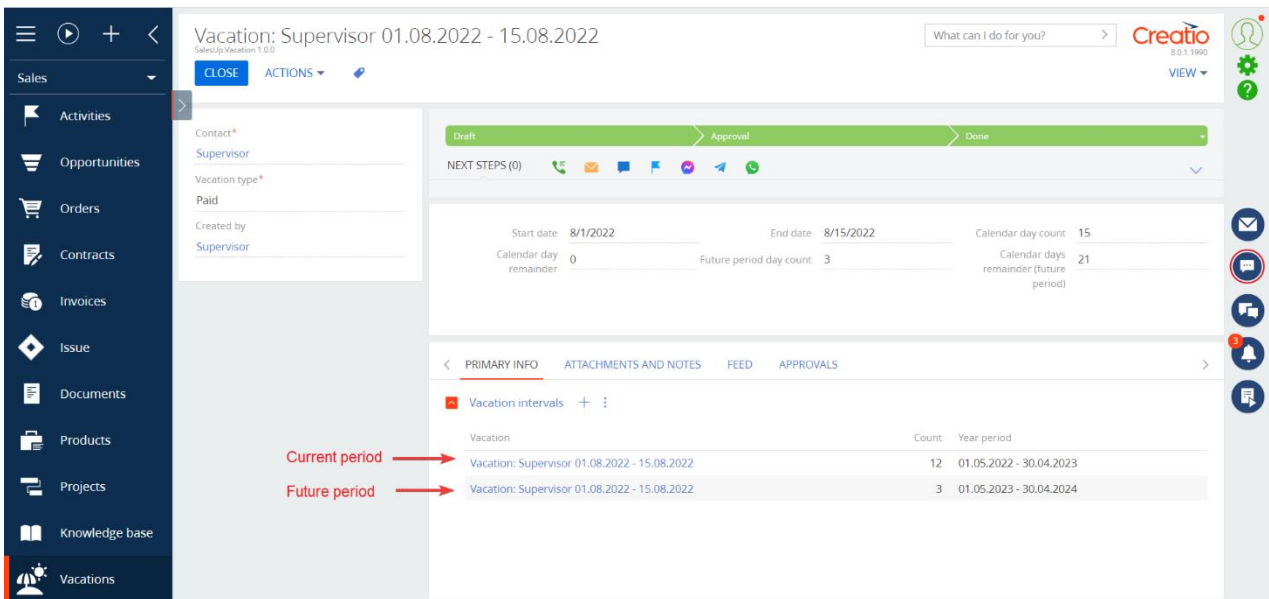 Vacation: Supervisor 01.08.2022 - 15.08.2022
SalesUp Vacation 1.0.0
What can I do for you?
Creatio
8.0.1.1990
CLOSE
ACTIONS
VIEW
Sales
Activities
Opportunities
Orders
Contracts
Invoices
Issue
Documents
Products
Projects
Knowledge base
Vacations
Contact*
Supervisor
Vacation type*
Paid
Created by
Supervisor
Draft
Approval
Done
NEXT STEPS (0)
Start date 8/1/2022
End date 8/15/2022
Calendar day count 15
Calendar day
remainder
0
Future period day count 3
Calendar days
remainder (future
period)
21
3
PRIMARY INFO
ATTACHMENTS AND NOTES
FEED
APPROVALS
Vacation intervals
Vacation
Count
Year period
Current period
Vacation: Supervisor 01.08.2022 - 15.08.2022
12
01.05.2022 - 30.04.2023
Future period
Vacation: Supervisor 01.08.2022 - 15.08.2022
3
01.05.2023 - 30.04.2024